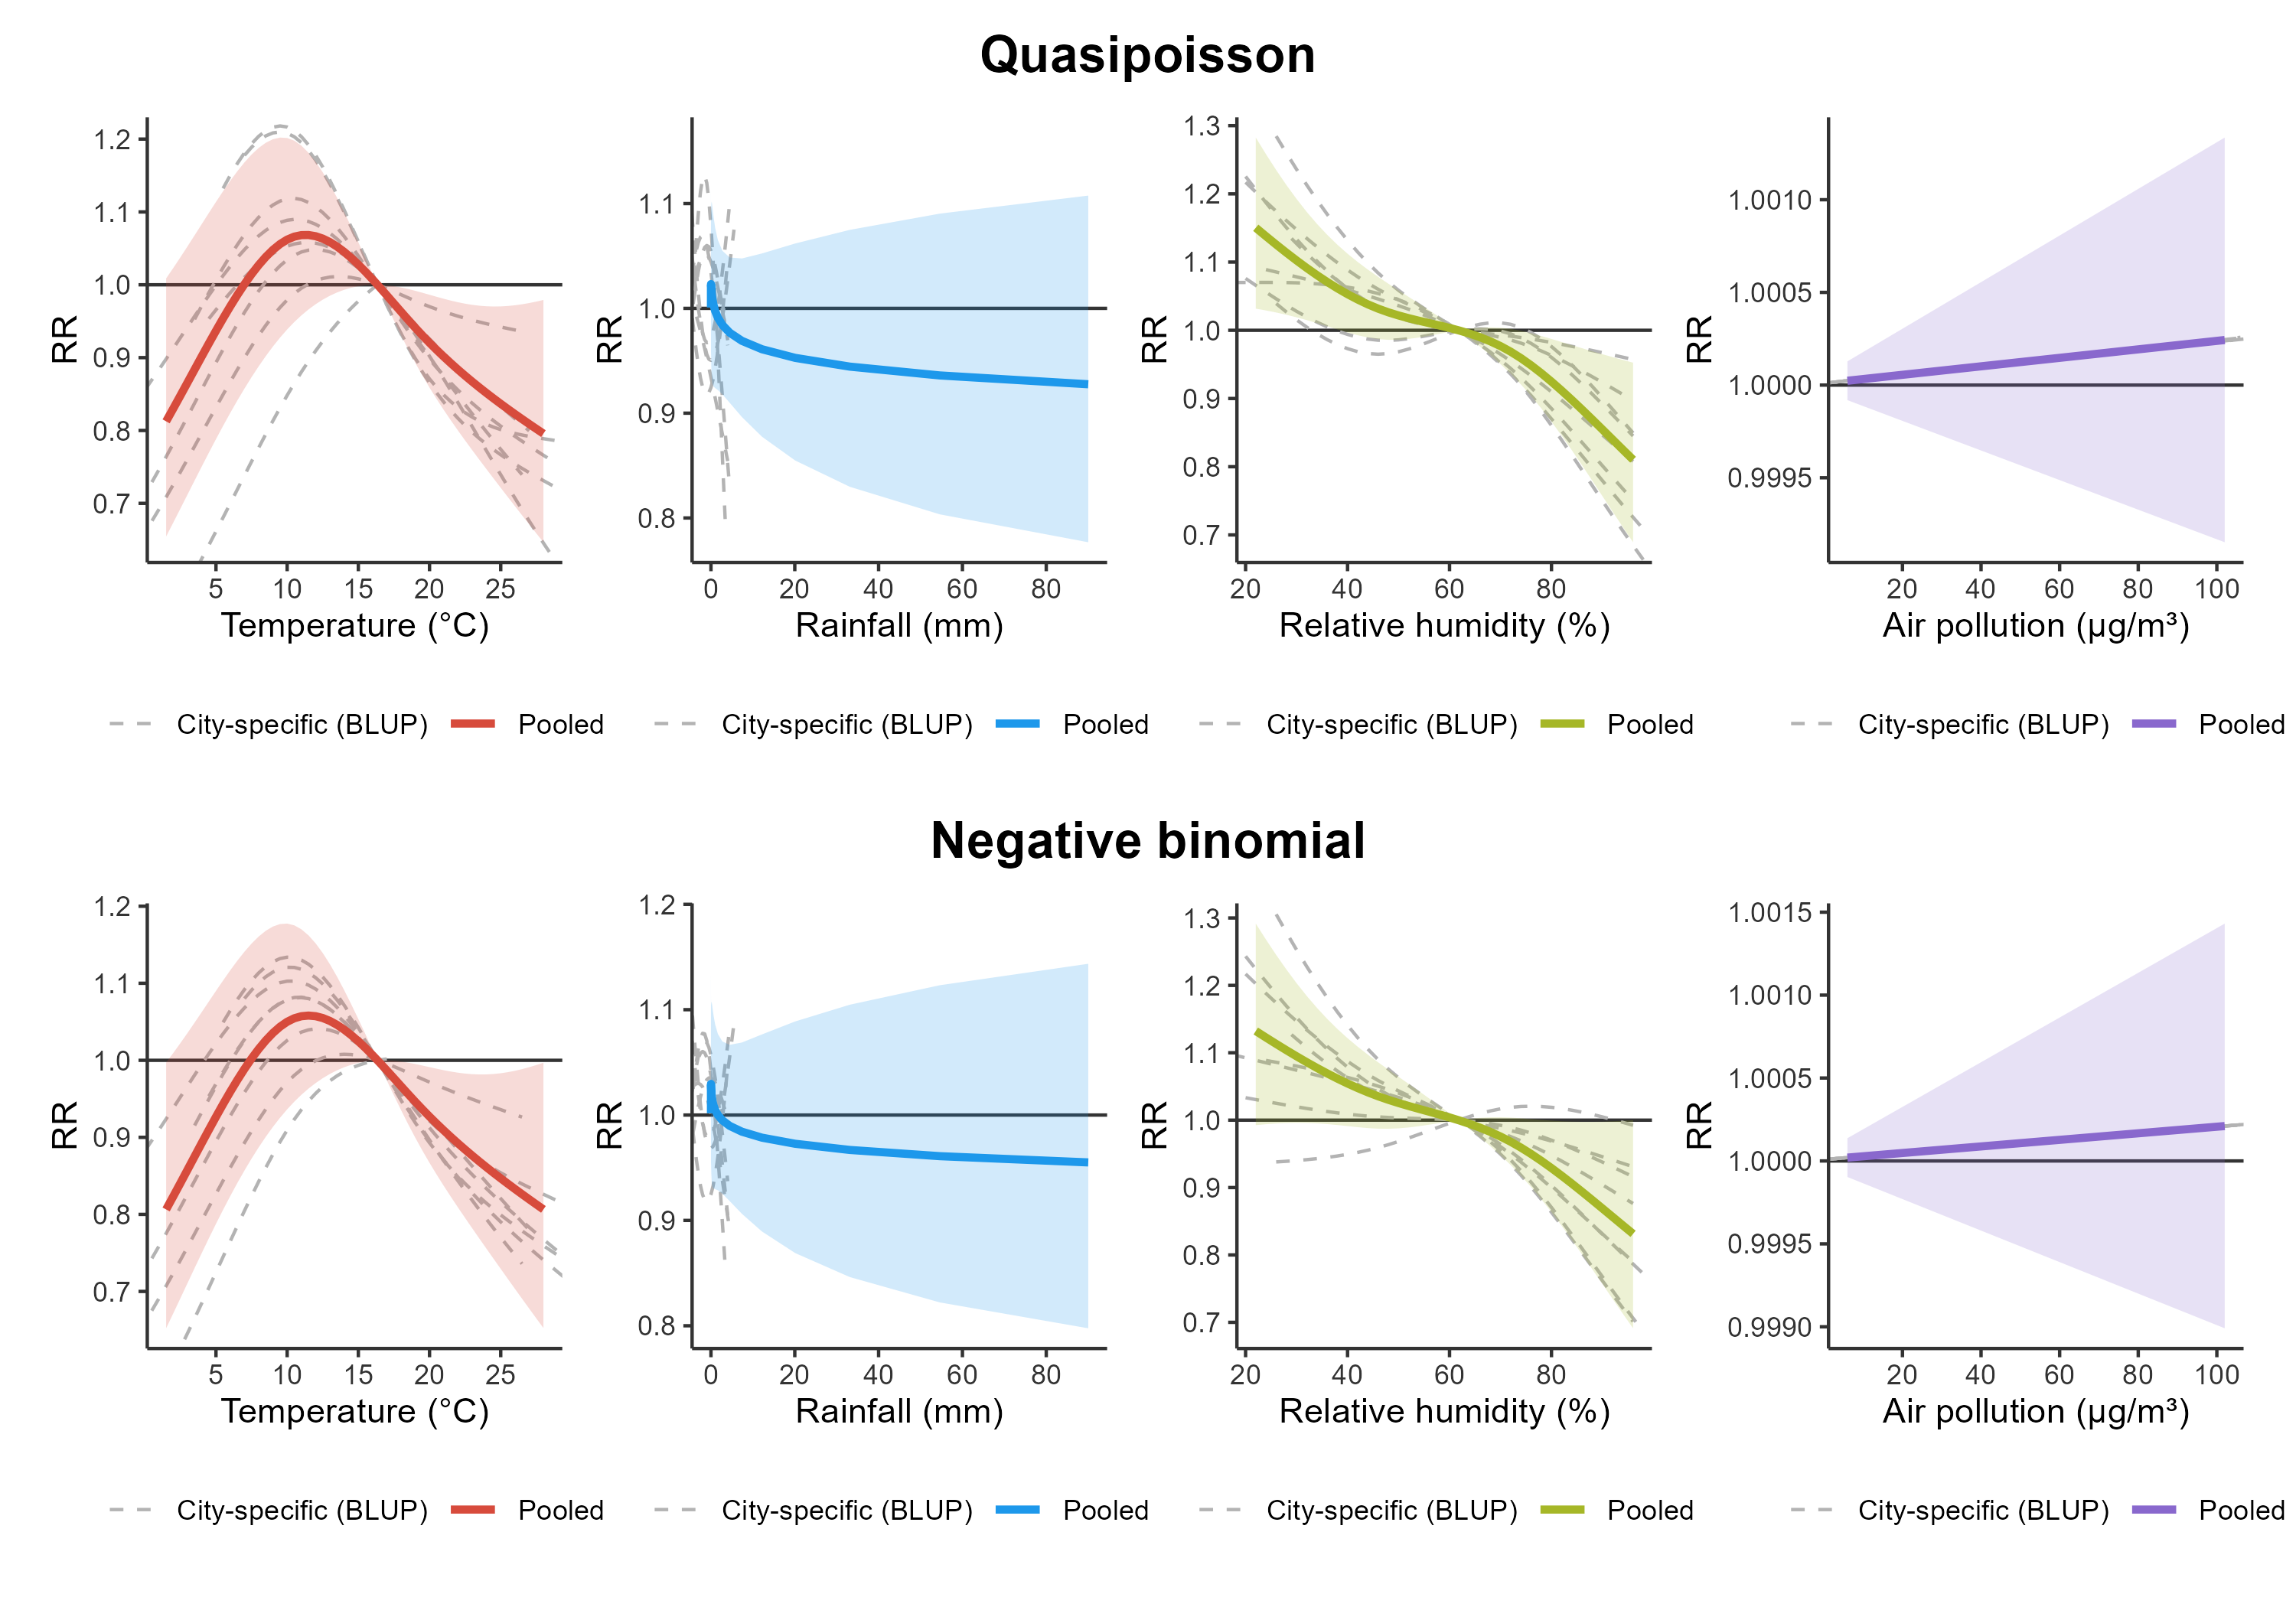 Quasipoisson
1.2
1.1
1.0
0.9
0.8
0.7
RR
5 10 15 20 25
Temperature (°C)
1.1
1.0
0.9
0.8
RR
0 20 40 60 80
Rainfall (mm)
1.3
1.2
1.1
1.0
0.9
0.8
0.7
RR
20 40 60 80
Relative humidity (%)
1.0010
1.0005
1.0000
0.9995
RR
20 40 60 80 100
Air pollution (µg/m³)
City-specific (BLUP) Pooled
City-specific (BLUP) Pooled
City-specific (BLUP) Pooled
City-specific (BLUP) Pooled
Negative binomial
1.2
1.1
1.0
0.9
0.8
0.7
RR
5 10 15 20 25
Temperature (°C)
1.2
1.1
1.0
0.9
0.8
RR
0 20 40 60 80
Rainfall (mm)
1.3
1.2
1.1
1.0
0.9
0.8
0.7
RR
20 40 60 80
Relative humidity (%)
1.0015
1.0010
1.0005
1.0000
0.9995
0.9990
RR
20 40 60 80 100
Air pollution (µg/m³)
City-specific (BLUP) Pooled
City-specific (BLUP) Pooled
City-specific (BLUP) Pooled
City-specific (BLUP) Pooled